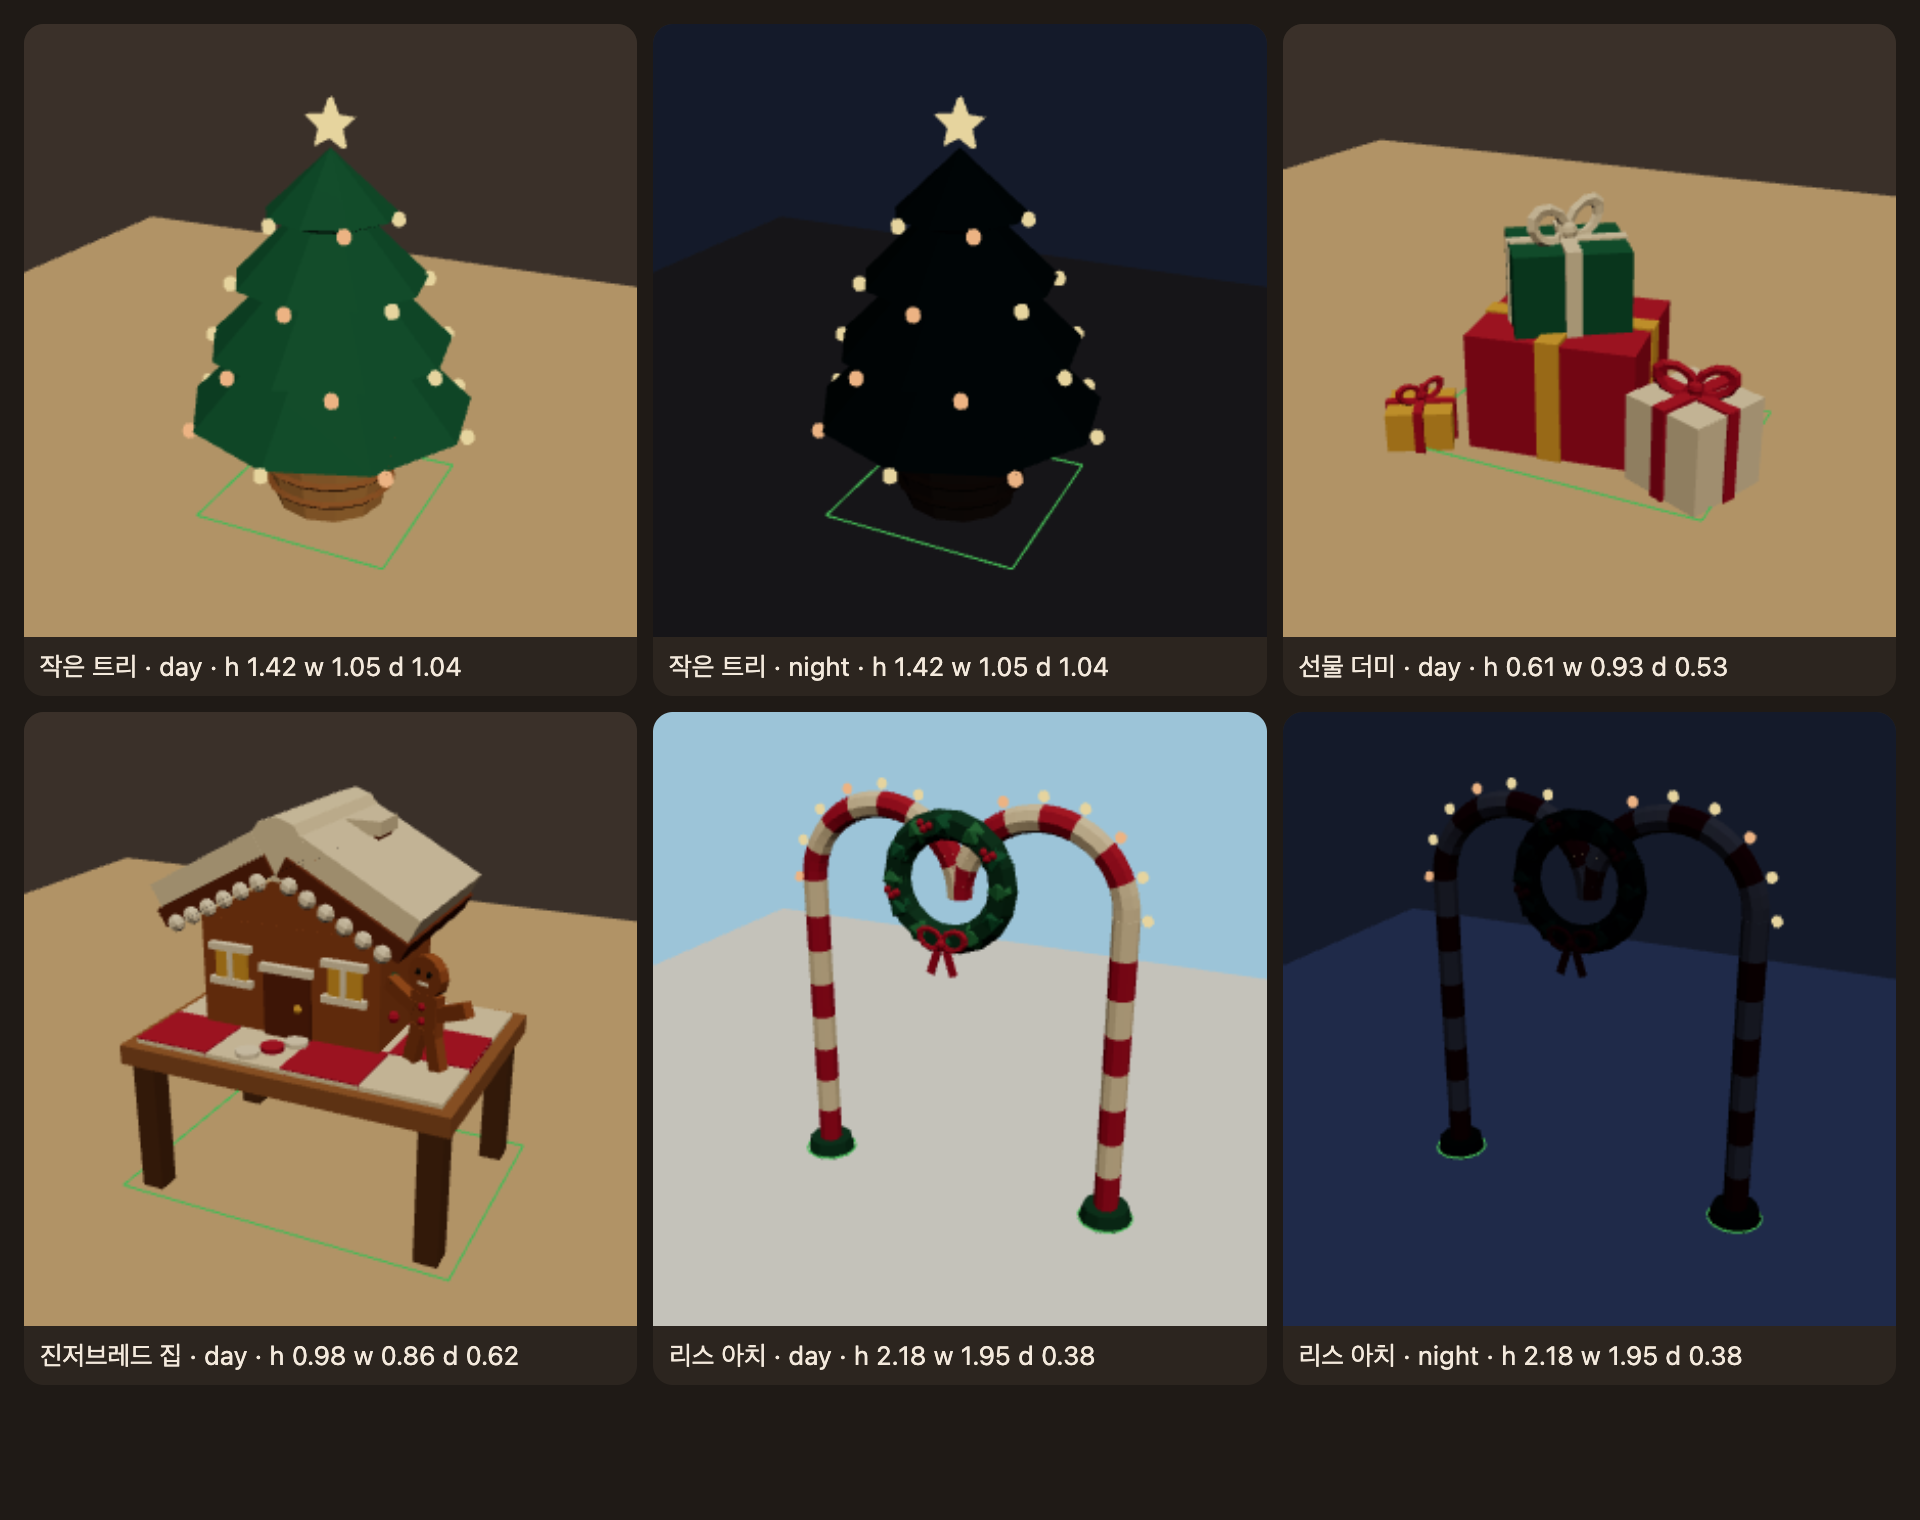 작은 트리 · day · h 1.42 w 1.05 d 1.04
작은 트리 · night · h 1.42 w 1.05 d 1.04
선물 더미 · day · h 0.61 w 0.93 d 0.53
진저브레드 집 · day · h 0.98 w 0.86 d 0.62
리스 아치 · day · h 2.18 w 1.95 d 0.38
리스 아치 · night · h 2.18 w 1.95 d 0.38